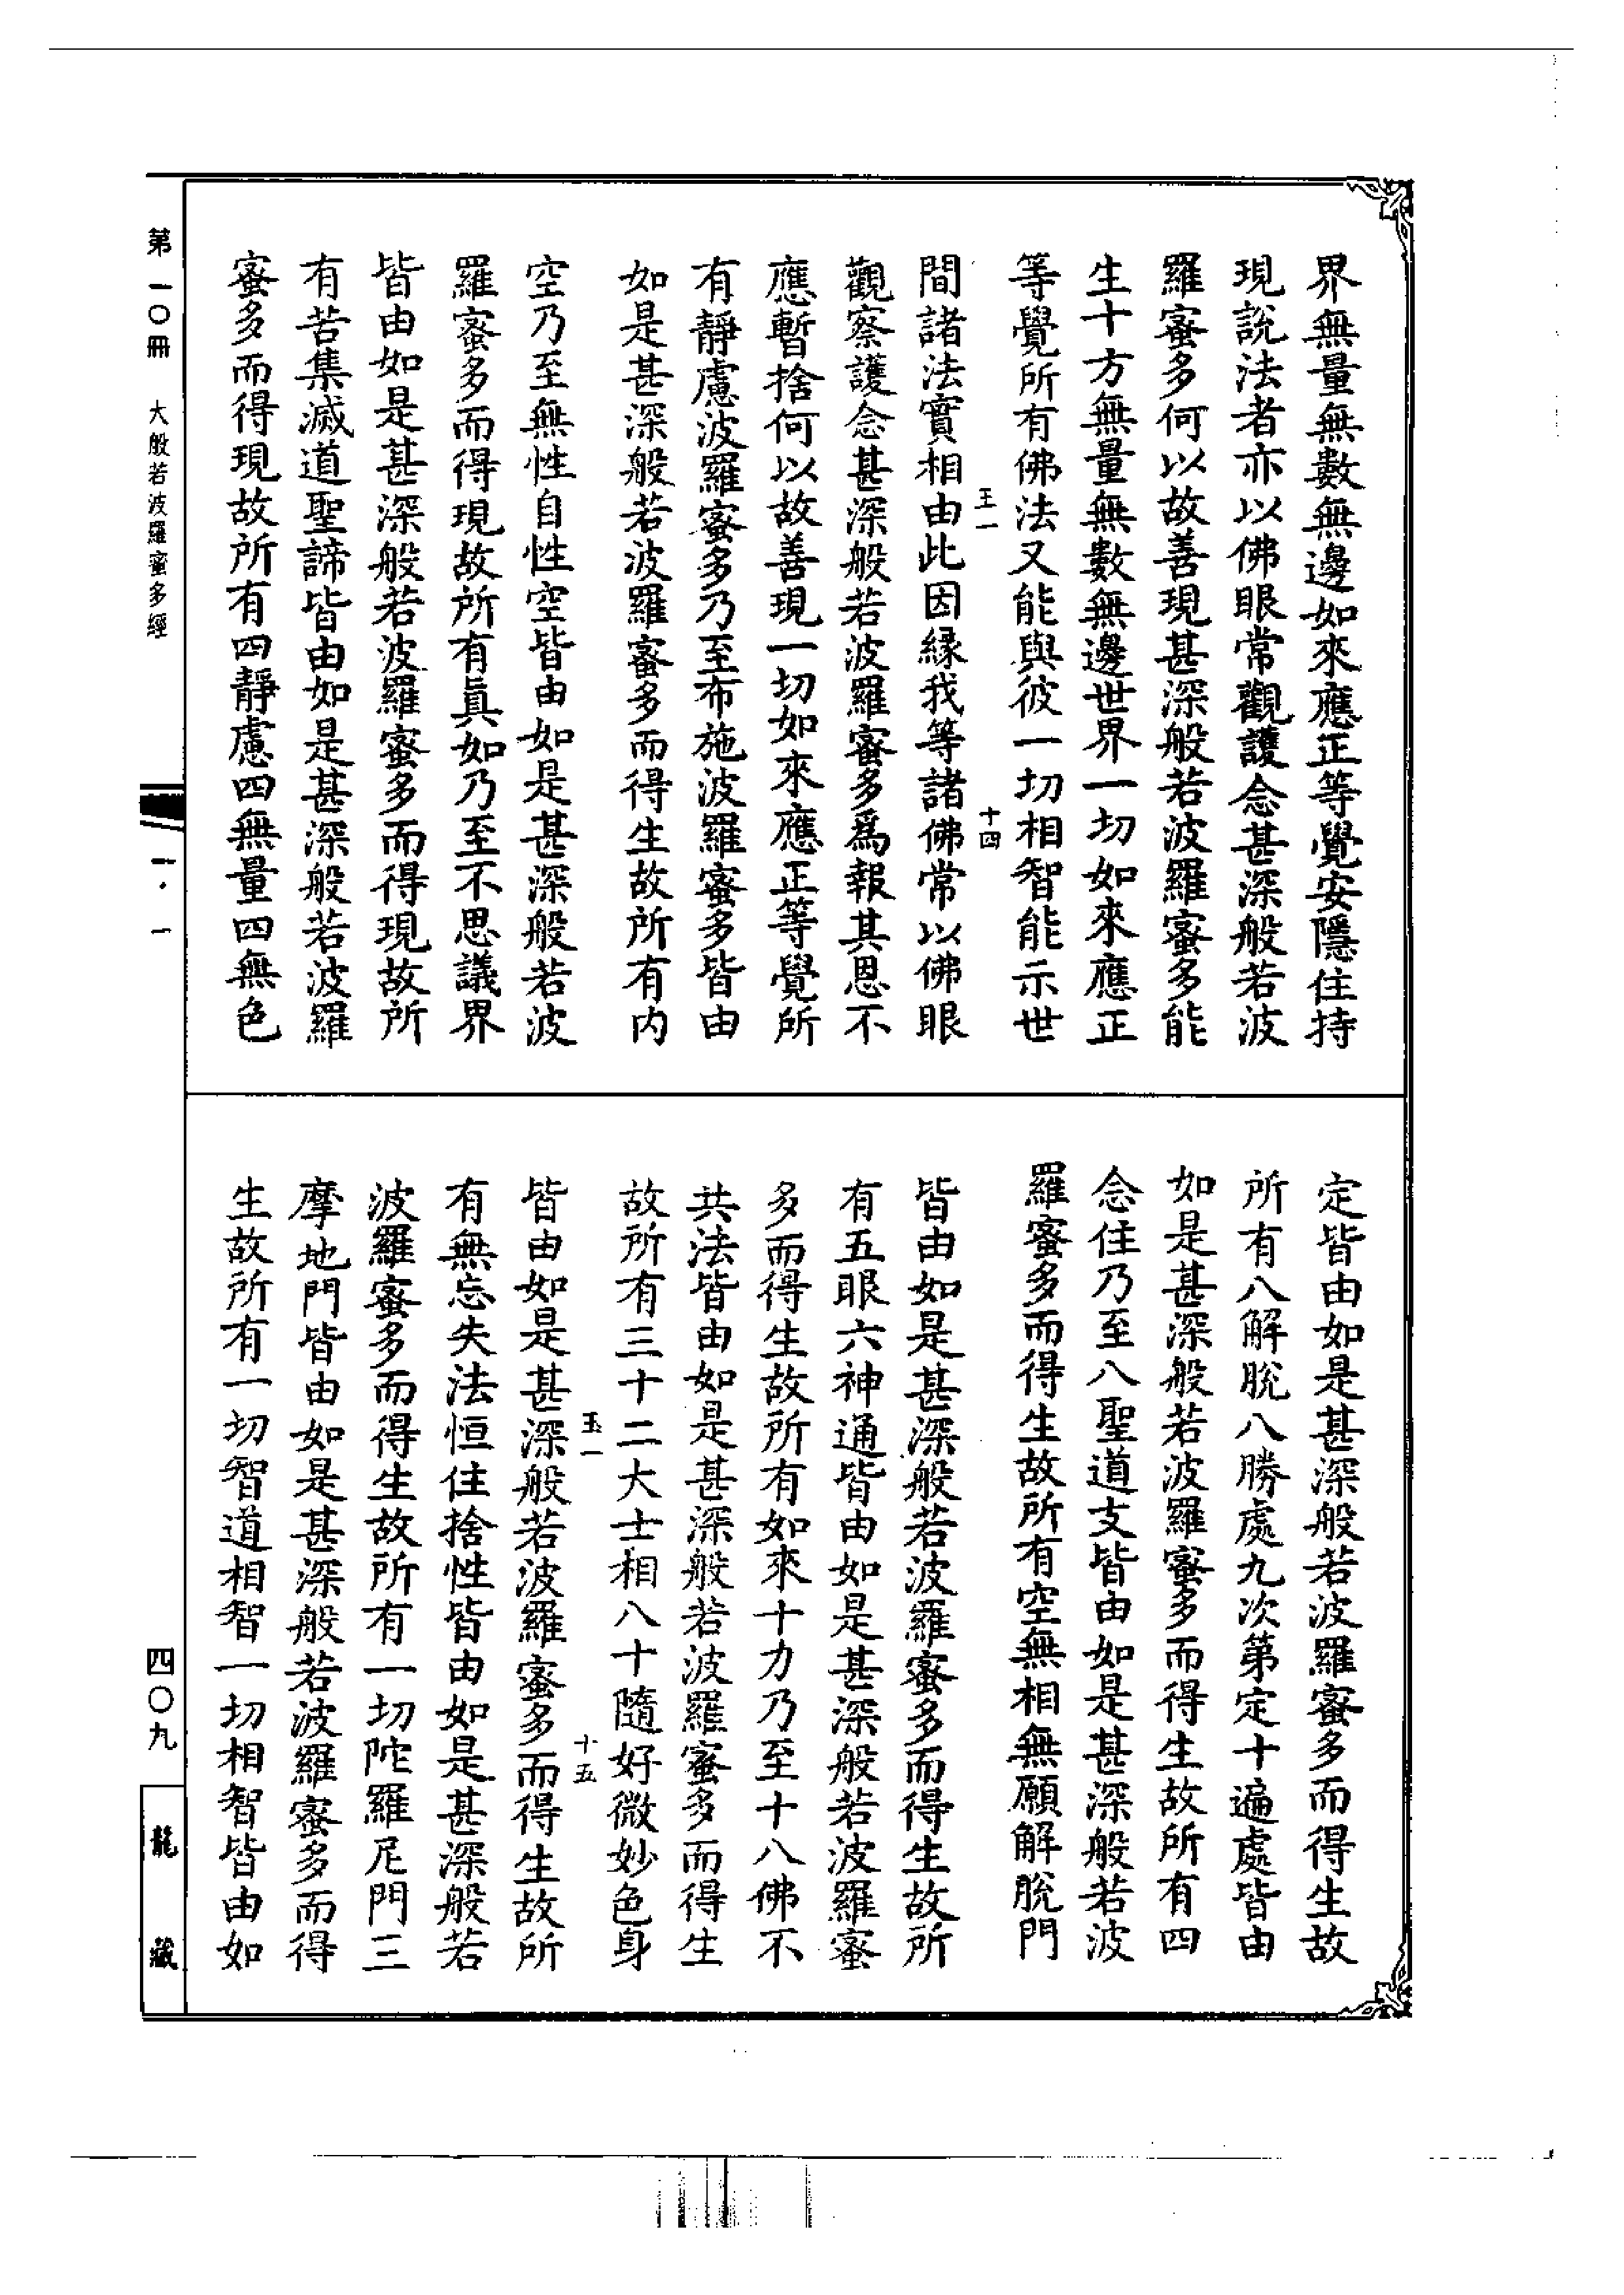 界無量無數無邊如來應正等覺安隱住持
現說法者亦以佛眼常觀護念甚深般若波
羅蜜多何以故善現甚深般若波羅蜜多能
生十方無量無數無邊世界一切如來應正
等覺所有佛法又能與彼一切相智能示世
王一 十四
間諸法實相由此因緣我等諸佛常以佛眼
觀察護念甚深般若波羅蜜多爲報其恩不
應暫捨何以故善現一切如來應正等覺所
有靜慮波羅蜜多乃至布施波羅蜜多皆由
如是甚深般若波羅蜜多而得生故所有內
空乃至無性自性空皆由如是甚深般若波
羅蜜多而得現故所有眞如乃至不思議界
皆由如是甚深般若波羅蜜多而得現故所
有苦集滅道聖諦皆由如是甚深般若波羅
蜜多而得現故所有四靜慮四無量四無色
定皆由如是甚深般若波羅蜜多而得生故
所有八解脫八勝處九次第定十遍處皆由
如是甚深般若波羅蜜多而得生故所有四
念住乃至八聖道支皆由如是甚深般若波
羅蜜多而得生故所有空無相無願解脫門
皆由如是甚深般若波羅蜜多而得生故所
有五眼六神通皆由如是甚深般若波羅蜜
多而得生故所有如來十力乃至十八佛不
共法皆由如是甚深般若波羅蜜多而得生
故所有三十二大士相八十隨好微妙色身
玉一 十五
皆由如是甚深般若波羅蜜多而得生故所
有無忘失法恒住捨性皆由如是甚深般若
波羅蜜多而得生故所有一切陀羅尼門三
摩地門皆由如是甚深般若波羅蜜多而得
生故所有一切智道相智一切相智皆由如
第一〇冊 大般若波羅蜜多經
一·一
四〇九
龍藏